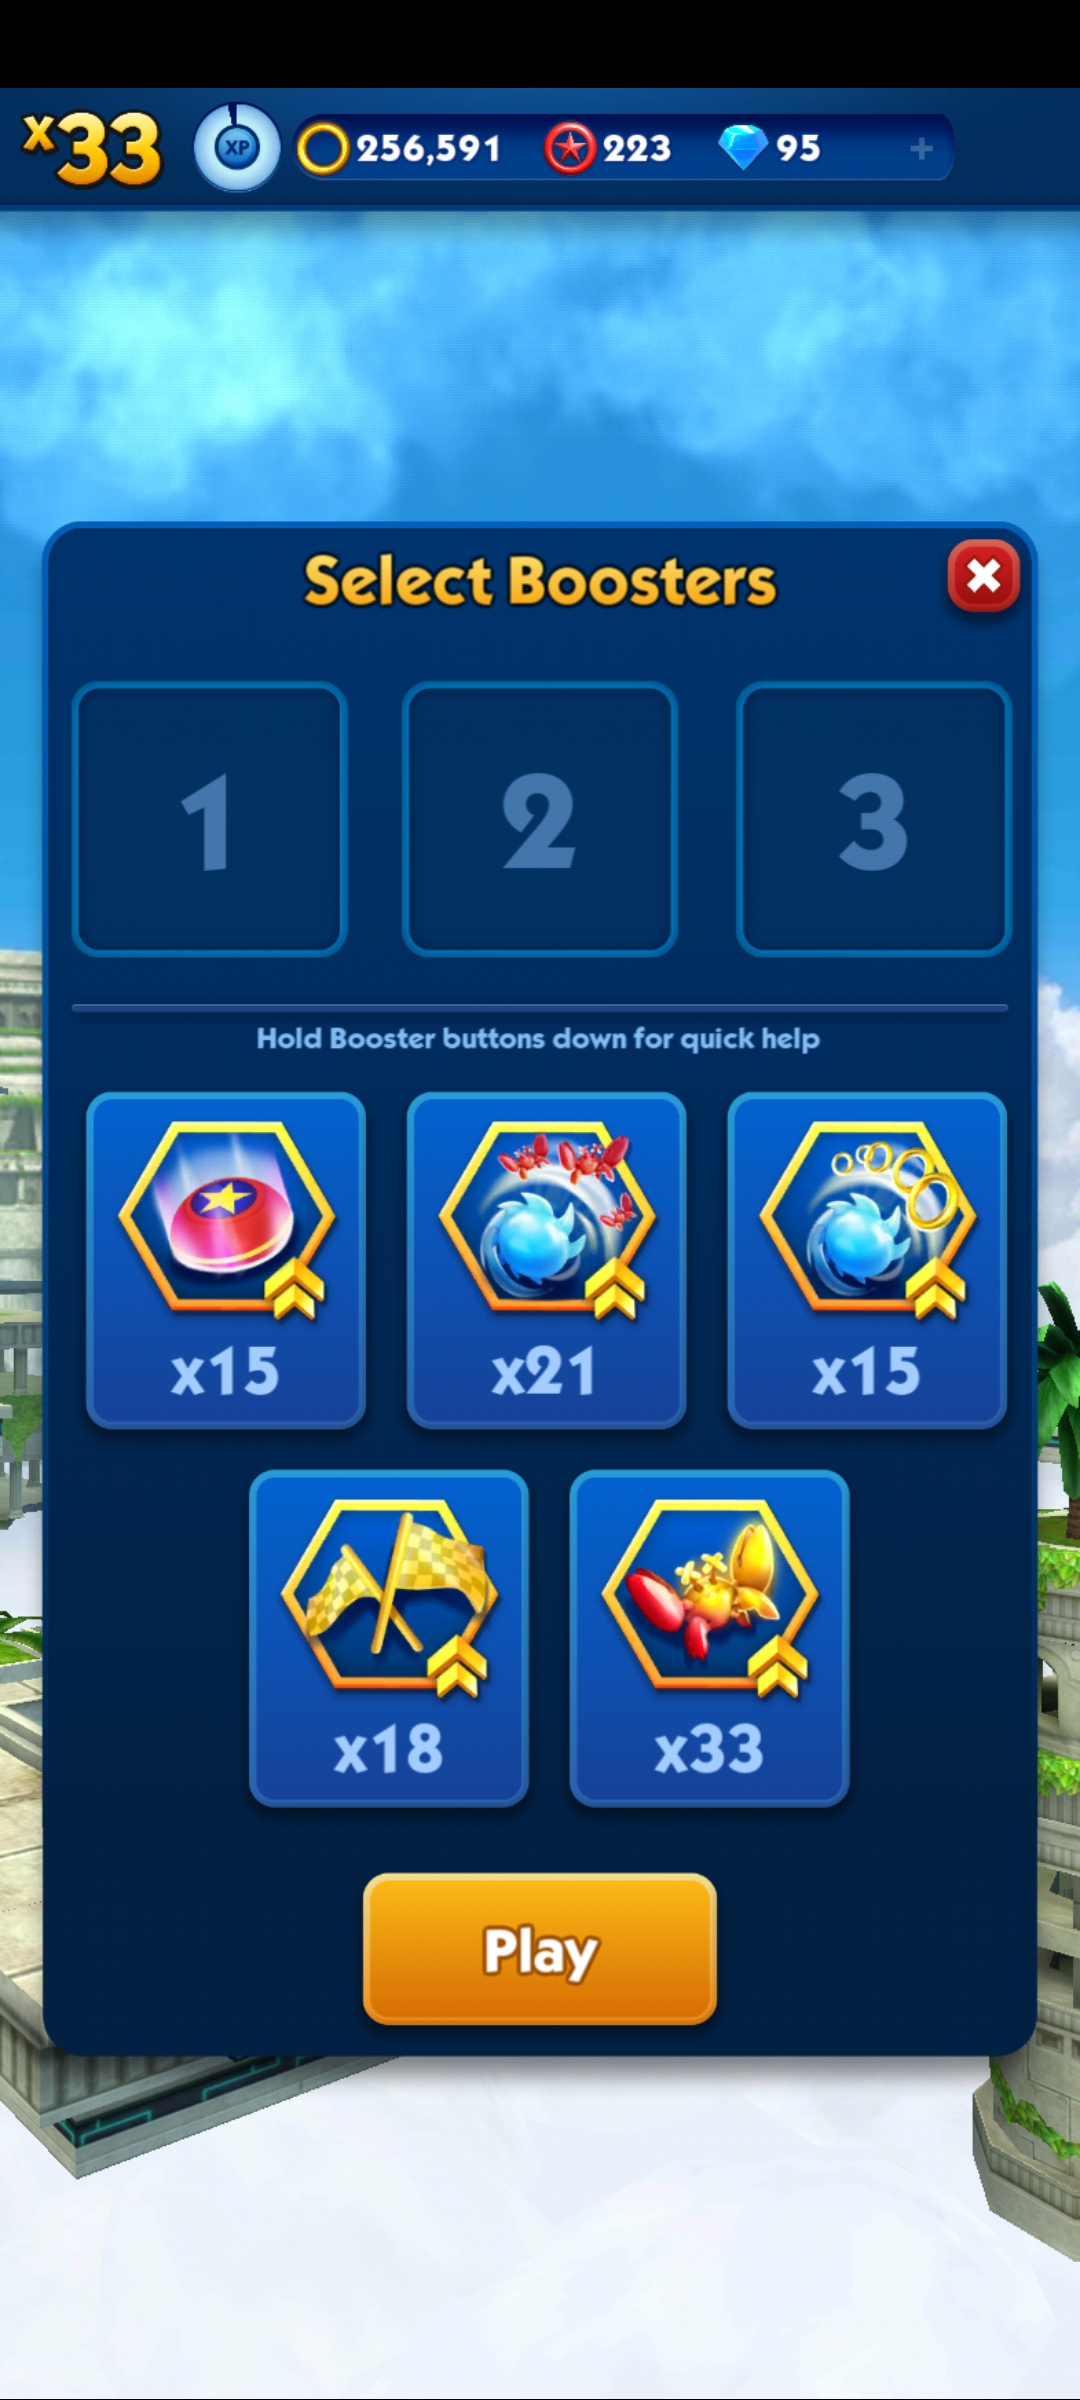 x33 XP 256,591 223 95 +
Select Boosters
1 2 3
Hold Booster buttons down for quick help
x15 x21 x15
x18 x33
Play